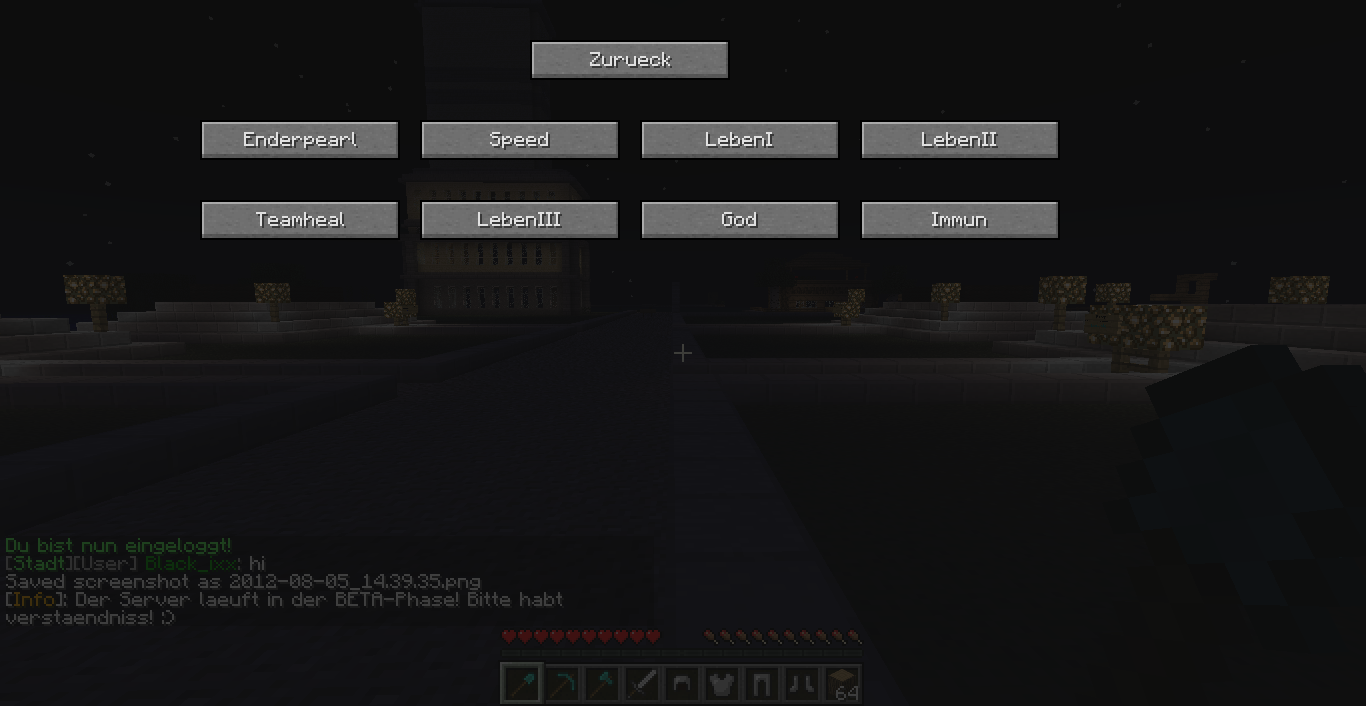 Zurueck
Enderpearl Speed LebenI LebenII
Teamheal LebenIII God Immun
Du bist nun eingeloggt!
[Stadt][User] Black_ixx: hi
Saved screenshot as 2012-08-05_14.39.35.png
[Info]: Der Server laeuft in der BETA-Phase! Bitte habt
verstaendniss! :)
64